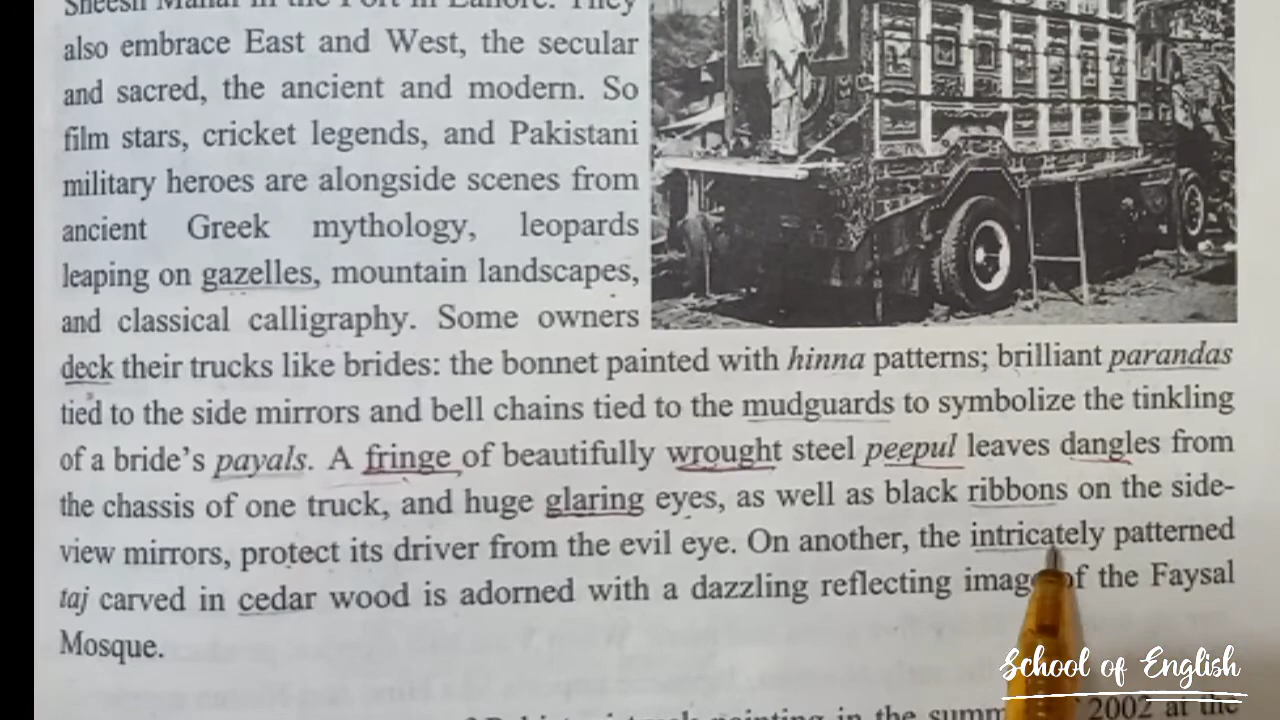 Sheesh Mahal in the Fort in Lahore. They
also embrace East and West, the secular
and sacred, the ancient and modern. So
film stars, cricket legends, and Pakistani
military heroes are alongside scenes from
ancient Greek mythology, leopards
leaping on gazelles, mountain landscapes,
and classical calligraphy. Some owners
deck their trucks like brides: the bonnet painted with hinna patterns; brilliant parandas
tied to the side mirrors and bell chains tied to the mudguards to symbolize the tinkling
of a bride's payals. A fringe of beautifully wrought steel peepul leaves dangles from
the chassis of one truck, and huge glaring eyes, as well as black ribbons on the side-
view mirrors, protect its driver from the evil eye. On another, the intricately patterned
taj carved in cedar wood is adorned with a dazzling reflecting image of the Faysal
Mosque.
School of English
painting in the 2002 at the